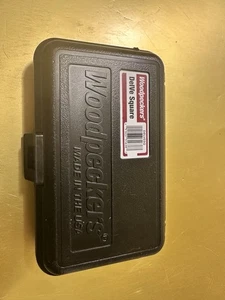 Woodpeckers
DelVe Square
Woodpeckers
MADE IN THE USA